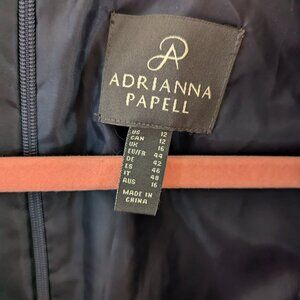 ADRIANNA
PAPELL
US 12
CAN 12
UK 16
EU/FR 44
DE 42
ES 46
IT 48
AUS 16
MADE IN
CHINA